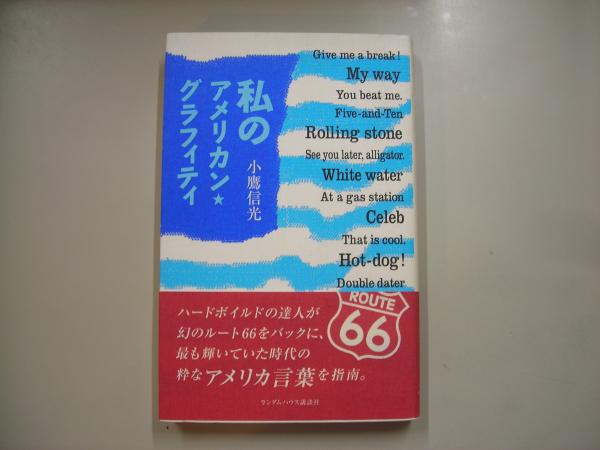 私の
アメリカン★
グラフィティ
小鷹信光
Give me a break!
My way
You beat me.
Five-and-Ten
Rolling stone
See you later, alligator.
White water
At a gas station
Celeb
That is cool.
Hot-dog!
Double dater
ROUTE
66
ハードボイルドの達人が
幻のルート66をバックに、
最も輝いていた時代の
粋なアメリカ言葉を指南。
ランダムハウス講談社